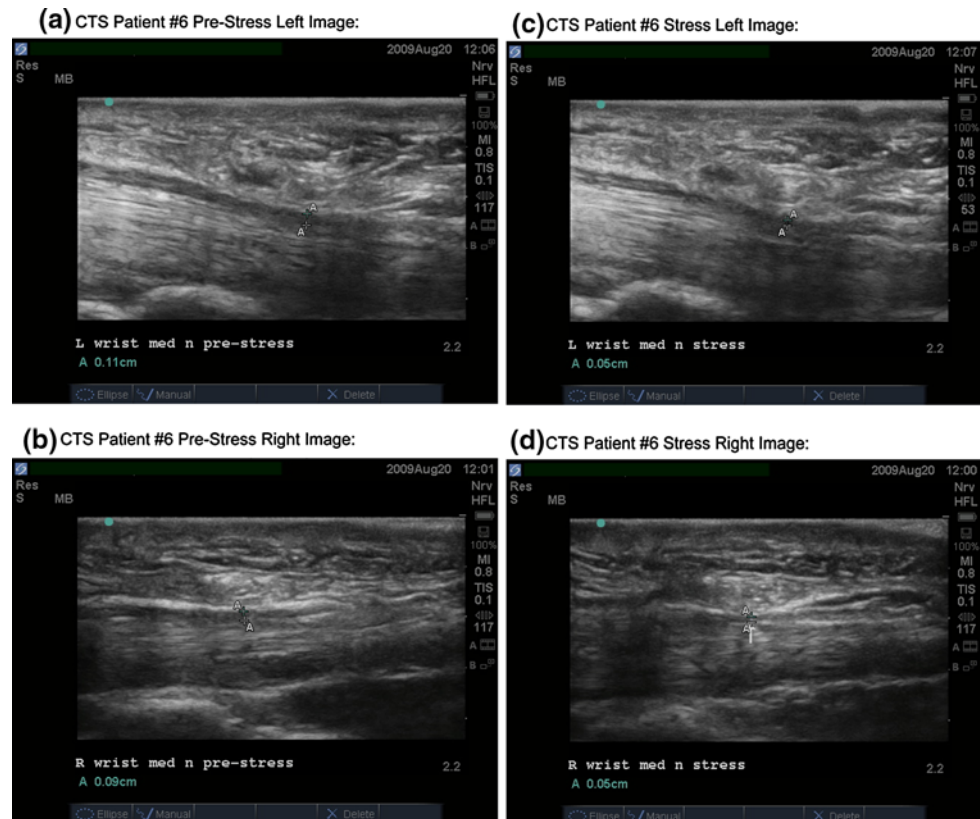 (a) CTS Patient #6 Pre-Stress Left Image:
2009Aug20 12:06
Res
S MB
Nrv
HFL
100%
MI
0.8
TIS
0.1
117
A
B
A
A
L wrist med n pre-stress
2.2
A 0.11cm
Ellipse Manual Delete
(c) CTS Patient #6 Stress Left Image:
2009Aug20 12:07
Res
S MB
Nrv
HFL
100%
MI
0.8
TIS
0.1
53
A
B
A
A
L wrist med n stress
2.2
A 0.05cm
Ellipse Manual Delete
(b) CTS Patient #6 Pre-Stress Right Image:
2009Aug20 12:01
Res
S MB
Nrv
HFL
100%
MI
0.8
TIS
0.1
117
A
B
A
A
R wrist med n pre-stress
2.2
A 0.09cm
Ellipse Manual Delete
(d) CTS Patient #6 Stress Right Image:
2009Aug20 12:00
Res
S MB
Nrv
HFL
100%
MI
0.8
TIS
0.1
117
A
B
A
A
R wrist med n stress
2.2
A 0.05cm
Ellipse Manual Delete